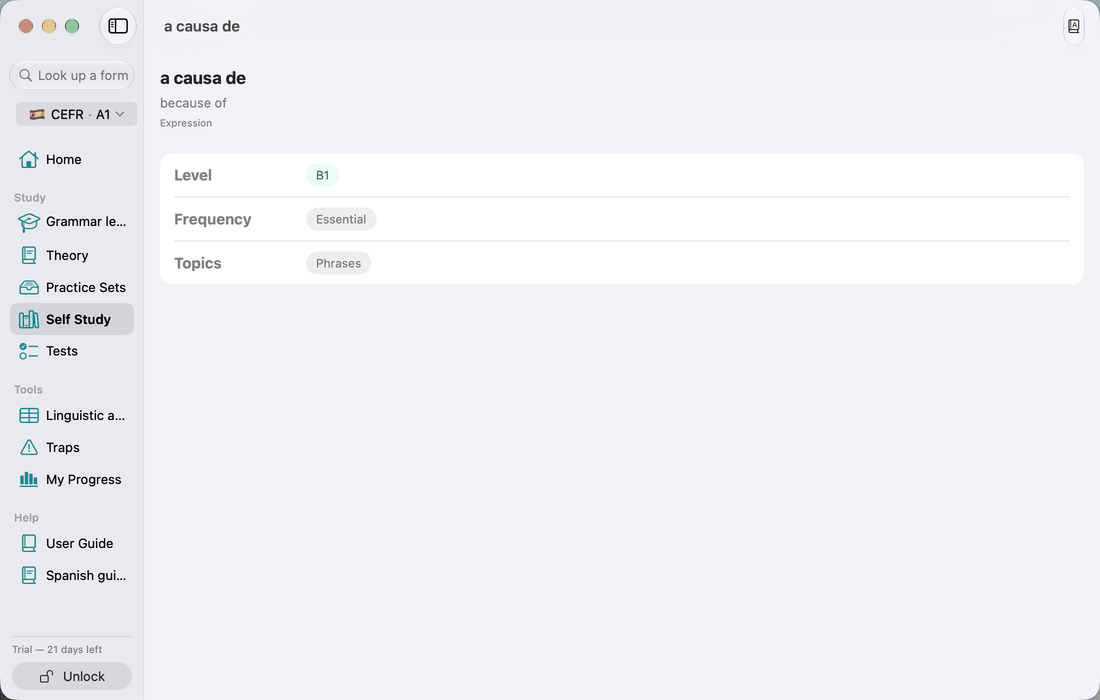 a causa de
Look up a form
CEFR · A1
Home
Study
Grammar le...
Theory
Practice Sets
Self Study
Tests
Tools
Linguistic a...
Traps
My Progress
Help
User Guide
Spanish gui...
Trial — 21 days left
Unlock
a causa de
because of
Expression
Level B1
Frequency Essential
Topics Phrases